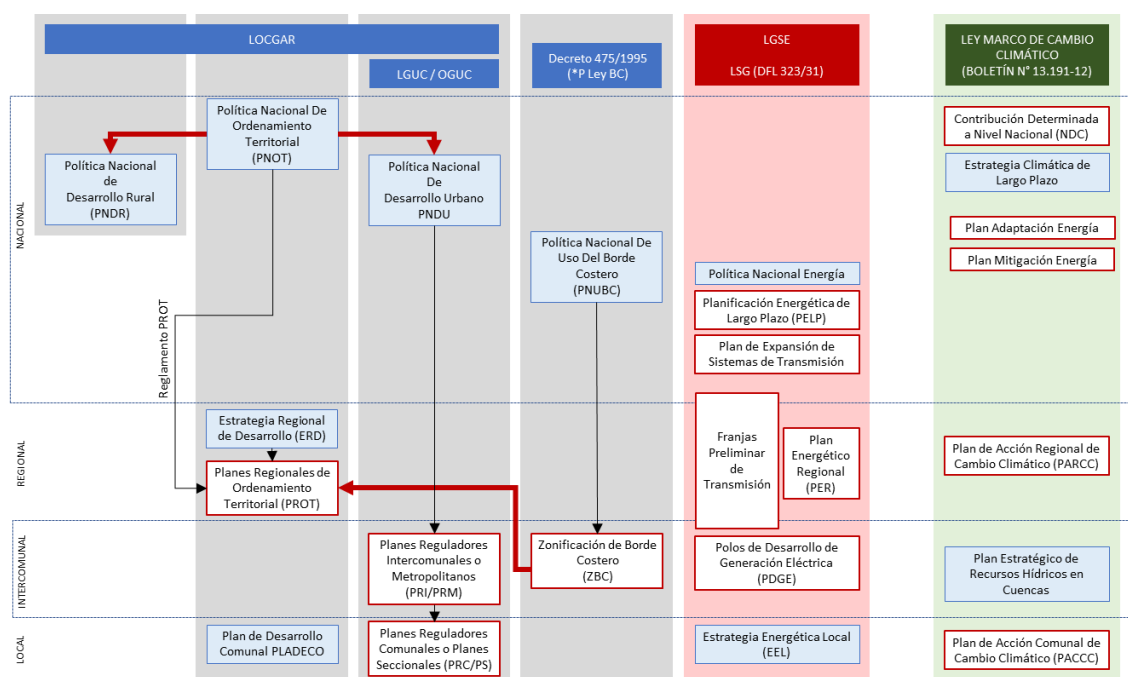 LOCGAR
LGUC / OGUC
Decreto 475/1995
(*P Ley BC)
LGSE
LSG (DFL 323/31)
LEY MARCO DE CAMBIO
CLIMÁTICO
(BOLETÍN N° 13.191-12)
NACIONAL
Política Nacional De
Ordenamiento
Territorial
(PNOT)
Política Nacional
de
Desarrollo Rural
(PNDR)
Política Nacional
De
Desarrollo Urbano
PNDU
Política Nacional De
Uso Del Borde
Costero
(PNUBC)
Política Nacional Energía
Planificación Energética de
Largo Plazo (PELP)
Plan de Expansión de
Sistemas de Transmisión
Contribución Determinada
a Nivel Nacional (NDC)
Estrategia Climática de
Largo Plazo
Plan Adaptación Energía
Plan Mitigación Energía
Reglamento PROT
REGIONAL
Estrategia Regional
de Desarrollo (ERD)
Planes Regionales de
Ordenamiento
Territorial (PROT)
Franjas
Preliminar
de
Transmisión
Plan
Energético
Regional
(PER)
Plan de Acción Regional de
Cambio Climático (PARCC)
INTERCOMUNAL
Planes Reguladores
Intercomunales o
Metropolitanos
(PRI/PRM)
Zonificación de Borde
Costero
(ZBC)
Polos de Desarrollo de
Generación Eléctrica
(PDGE)
Plan Estratégico de
Recursos Hídricos en
Cuencas
LOCAL
Plan de Desarrollo
Comunal PLADECO
Planes Reguladores
Comunales o Planes
Seccionales (PRC/PS)
Estrategia Energética Local
(EEL)
Plan de Acción Comunal de
Cambio Climático (PACCC)